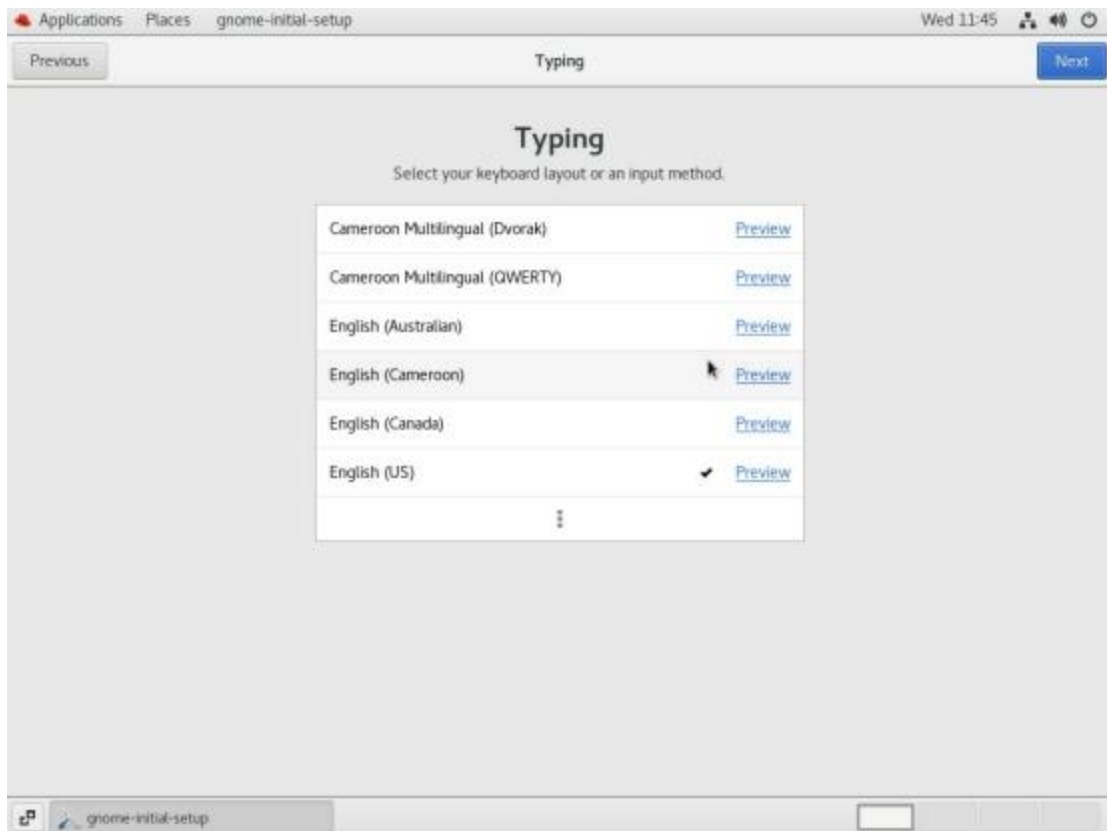 Applications Places gnome-initial-setup Wed 11:45
Previous Typing Next
Typing
Select your keyboard layout or an input method.
Cameroon Multilingual (Dvorak) Preview
Cameroon Multilingual (QWERTY) Preview
English (Australian) Preview
English (Cameroon) Preview
English (Canada) Preview
English (US) Preview
gnome-initial-setup